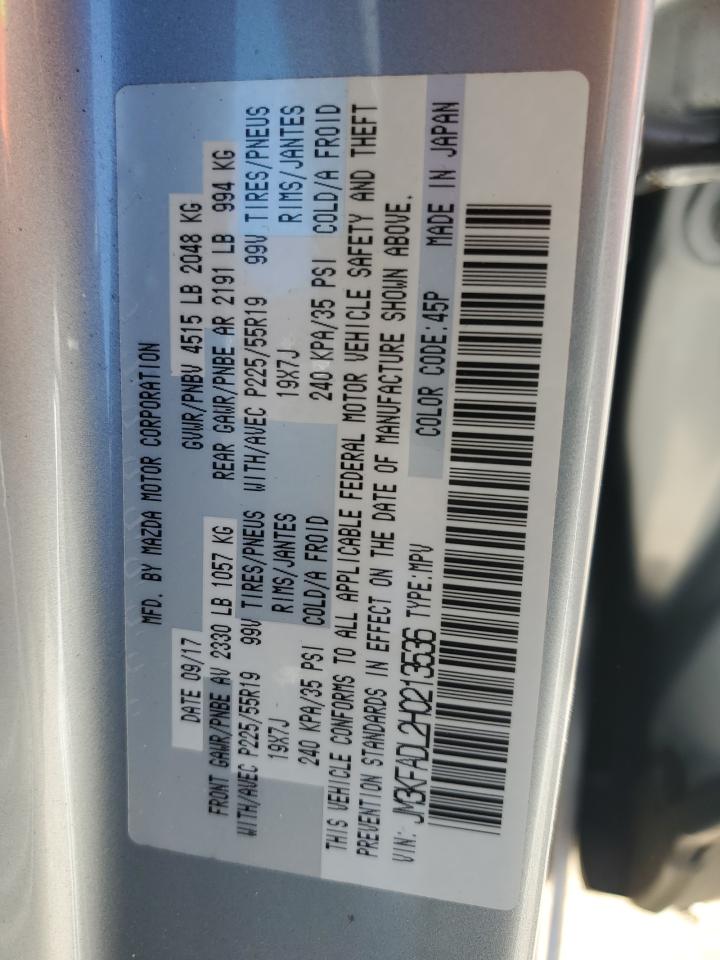 MFD. BY MAZDA MOTOR CORPORATION
DATE 09/17 GVWR/PNBV 4515 LB 2048 KG
FRONT GAWR/PNBE AV 2330 LB 1057 KG REAR GAWR/PNBE AR 2191 LB 994 KG
WITH/AVEC P225/55R19 99V TIRES/PNEUS WITH/AVEC P225/55R19 99V TIRES/PNEUS
19X7J RIMS/JANTES 19X7J RIMS/JANTES
240 KPA/35 PSI COLD/A FROID 240 KPA/35 PSI COLD/A FROID
THIS VEHICLE CONFORMS TO ALL APPLICABLE FEDERAL MOTOR VEHICLE SAFETY AND THEFT
PREVENTION STANDARDS IN EFFECT ON THE DATE OF MANUFACTURE SHOWN ABOVE.
VIN: JM3KFADL2H0213536 TYPE:MPV COLOR CODE:45P MADE IN JAPAN